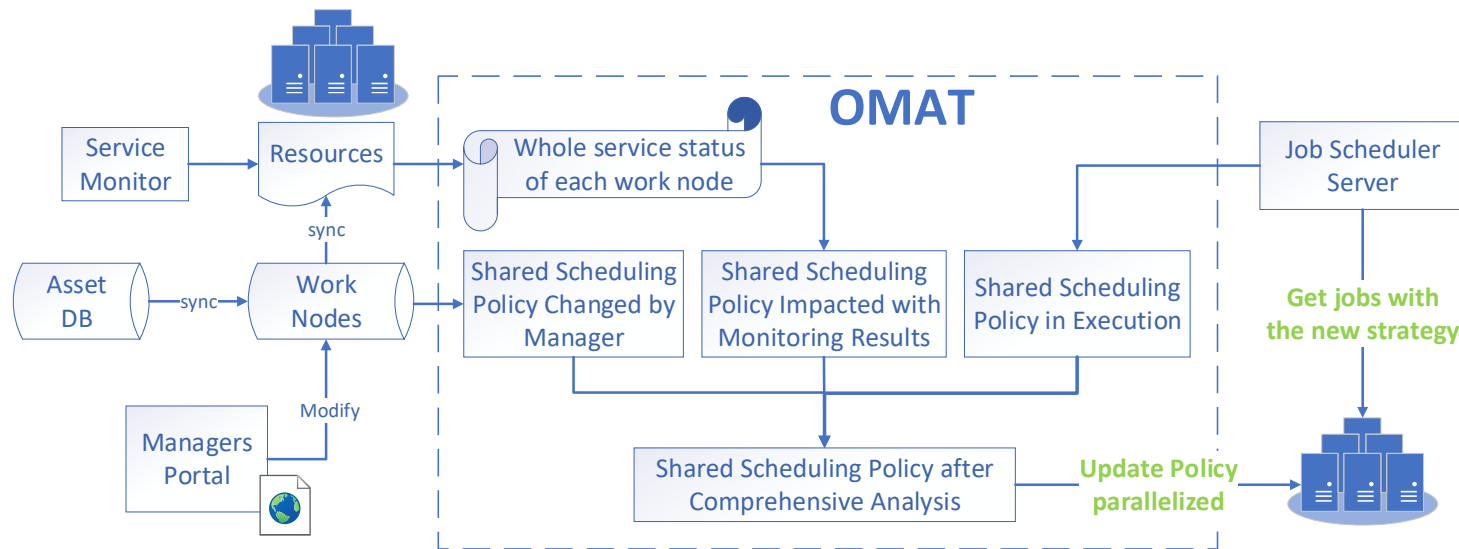 OMAT
Service
Monitor
Resources
Whole service status
of each work node
Job Scheduler
Server
sync
Asset
DB
sync
Work
Nodes
Shared Scheduling
Policy Changed by
Manager
Shared Scheduling
Policy Impacted with
Monitoring Results
Shared Scheduling
Policy in Execution
Get jobs with
the new strategy
Modify
Managers
Portal
Shared Scheduling Policy after
Comprehensive Analysis
Update Policy
parallelized